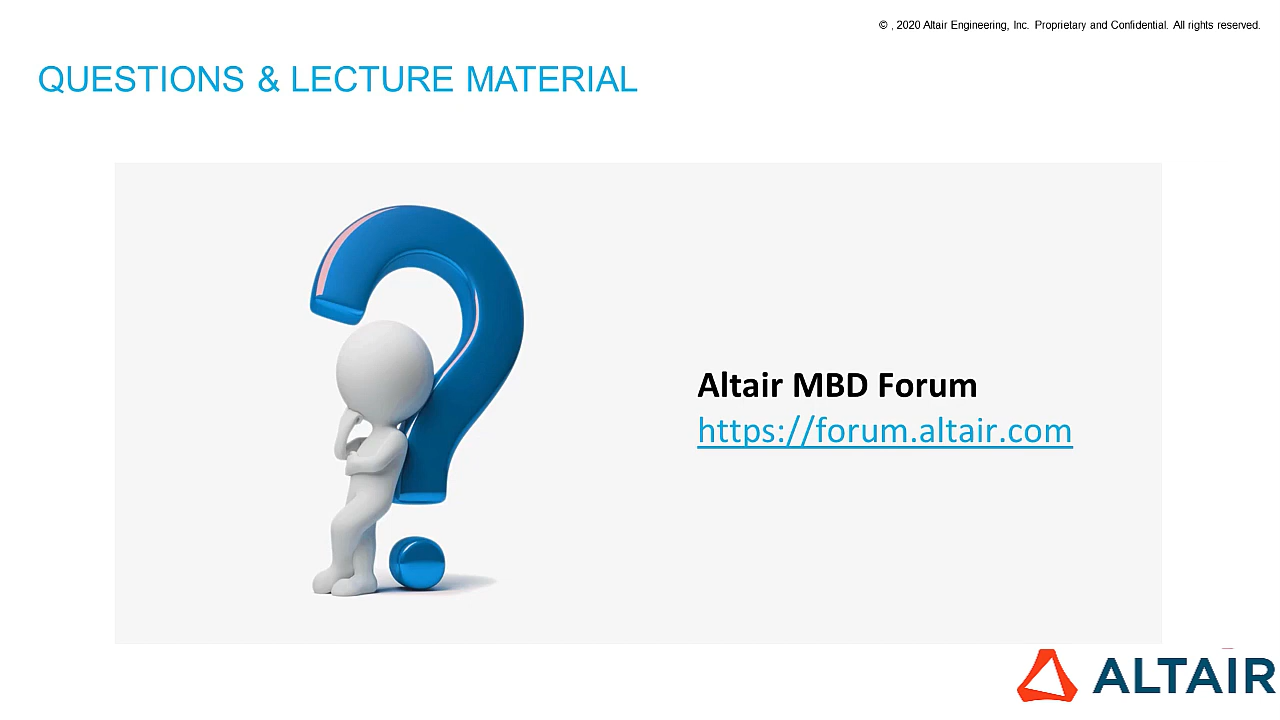 © , 2020 Altair Engineering, Inc. Proprietary and Confidential. All rights reserved.
QUESTIONS & LECTURE MATERIAL
Altair MBD Forum
https://forum.altair.com
ALTAIR